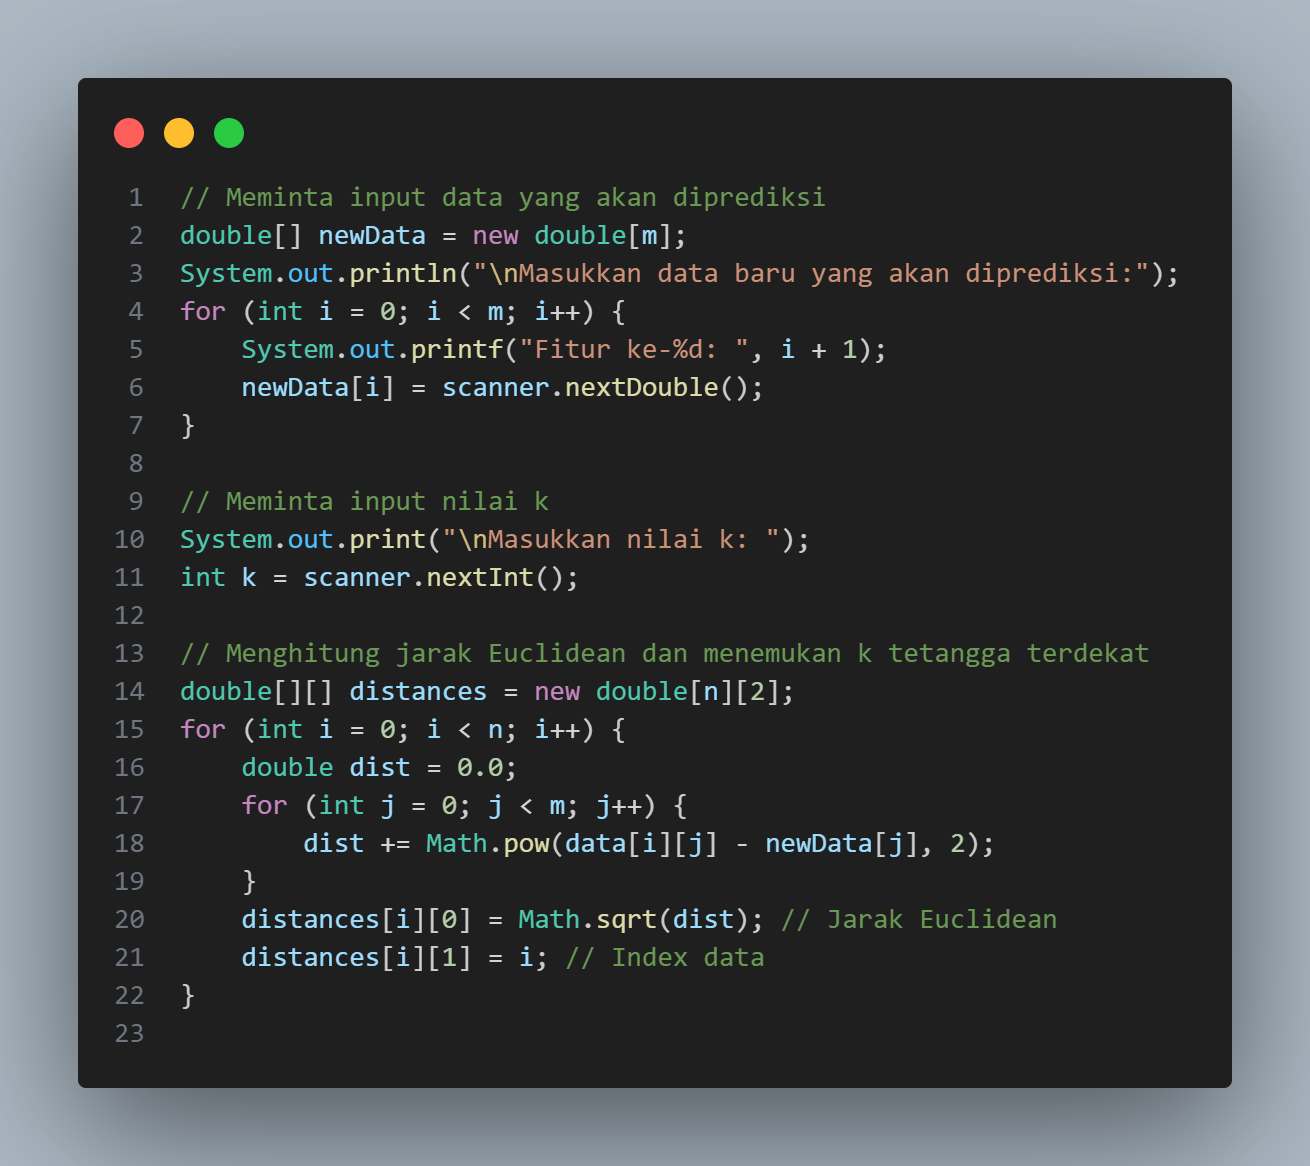 1 // Meminta input data yang akan diprediksi
2 double[] newData = new double[m];
3 System.out.println("\nMasukkan data baru yang akan diprediksi:");
4 for (int i = 0; i < m; i++) {
5     System.out.printf("Fitur ke-%d: ", i + 1);
6     newData[i] = scanner.nextDouble();
7 }
8
9 // Meminta input nilai k
10 System.out.print("\nMasukkan nilai k: ");
11 int k = scanner.nextInt();
12
13 // Menghitung jarak Euclidean dan menemukan k tetangga terdekat
14 double[][] distances = new double[n][2];
15 for (int i = 0; i < n; i++) {
16     double dist = 0.0;
17     for (int j = 0; j < m; j++) {
18         dist += Math.pow(data[i][j] - newData[j], 2);
19     }
20     distances[i][0] = Math.sqrt(dist); // Jarak Euclidean
21     distances[i][1] = i; // Index data
22 }
23